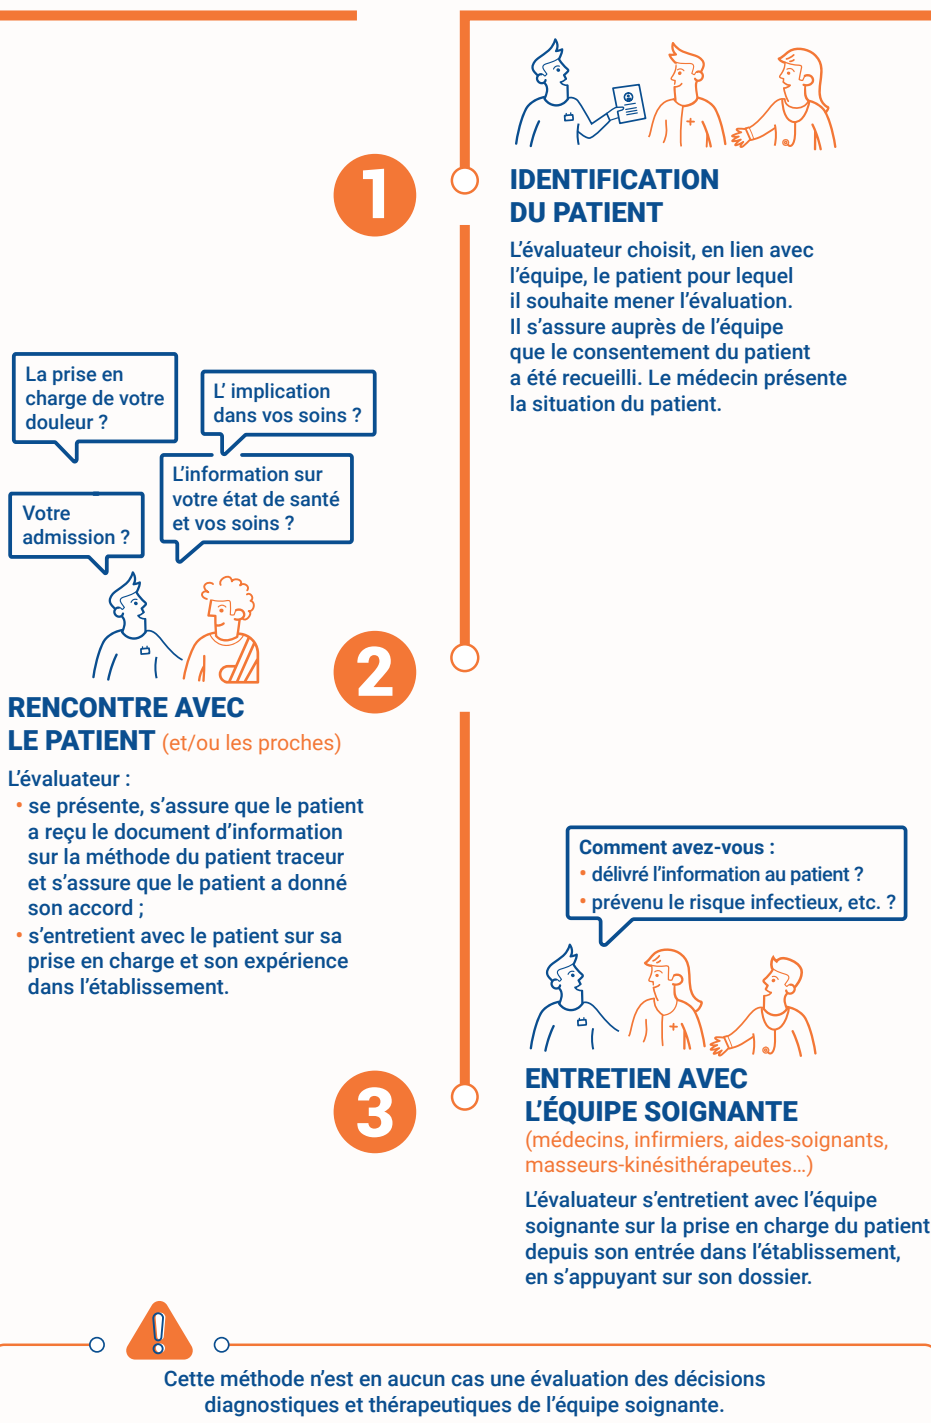 1
IDENTIFICATION
DU PATIENT
L'évaluateur choisit, en lien avec
l'équipe, le patient pour lequel
il souhaite mener l'évaluation.
Il s'assure auprès de l'équipe
que le consentement du patient
a été recueilli. Le médecin présente
la situation du patient.
La prise en
charge de votre
douleur ?
L' implication
dans vos soins ?
L'information sur
votre état de santé
et vos soins ?
Votre
admission ?
2
RENCONTRE AVEC
LE PATIENT (et/ou les proches)
L'évaluateur :
• se présente, s'assure que le patient
a reçu le document d'information
sur la méthode du patient traceur
et s'assure que le patient a donné
son accord ;
• s'entretient avec le patient sur sa
prise en charge et son expérience
dans l'établissement.
Comment avez-vous :
• délivré l'information au patient ?
• prévenu le risque infectieux, etc. ?
3
ENTRETIEN AVEC
L'ÉQUIPE SOIGNANTE
(médecins, infirmiers, aides-soignants,
masseurs-kinésithérapeutes…)
L'évaluateur s'entretient avec l'équipe
soignante sur la prise en charge du patient
depuis son entrée dans l'établissement,
en s'appuyant sur son dossier.
Cette méthode n'est en aucun cas une évaluation des décisions
diagnostiques et thérapeutiques de l'équipe soignante.